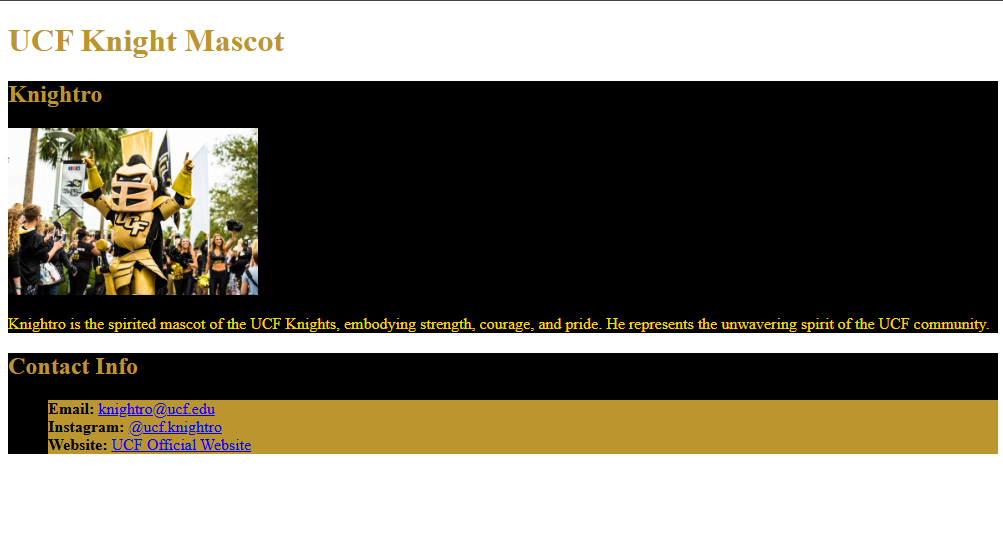 UCF Knight Mascot
Knightro
UCF
Knightro is the spirited mascot of the UCF Knights, embodying strength, courage, and pride. He represents the unwavering spirit of the UCF community.
Contact Info
Email: knightro@ucf.edu
Instagram: @ucf.knightro
Website: UCF Official Website